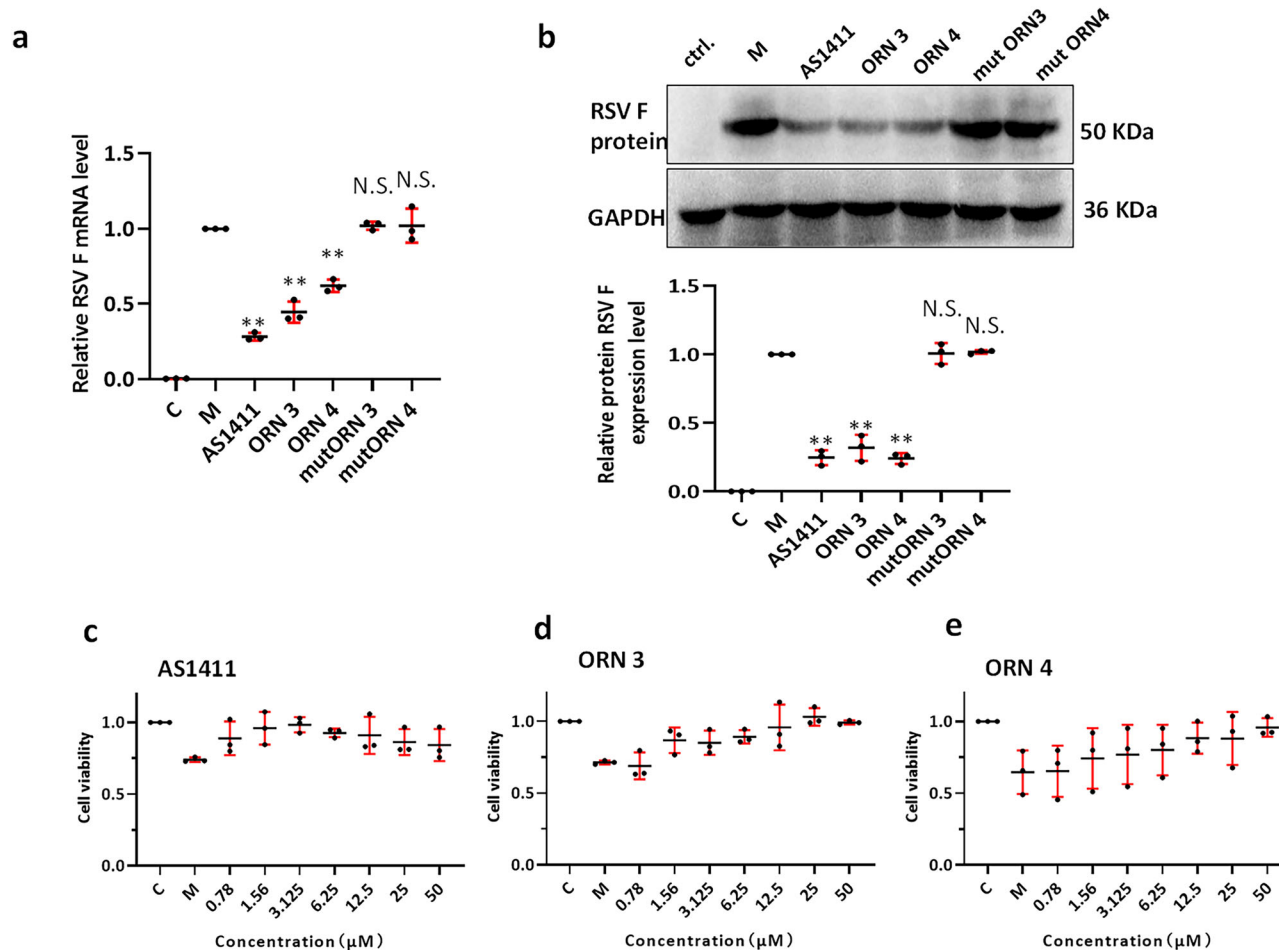 a
Relative RSV F mRNA level
1.5
1.0
0.5
0.0
**
**
**
N.S.
N.S.
C
M
AS1411
ORN 3
ORN 4
mutORN 3
mutORN 4
b
ctrl.
M
AS1411
ORN 3
ORN 4
mut ORN3
mut ORN4
RSV F
protein
50 KDa
GAPDH
36 KDa
Relative protein RSV F
expression level
1.5
1.0
0.5
0.0
**
**
**
N.S.
N.S.
C
M
AS1411
ORN 3
ORN 4
mutORN 3
mutORN 4
c
AS1411
Cell viability
1.0
0.5
0.0
C
M
0.78
1.56
3.125
6.25
12.5
25
50
Concentration (μM)
d
ORN 3
Cell viability
1.0
0.5
0.0
C
M
0.78
1.56
3.125
6.25
12.5
25
50
Concentration (μM)
e
ORN 4
Cell viability
1.0
0.5
0.0
C
M
0.78
1.56
3.125
6.25
12.5
25
50
Concentration (μM)